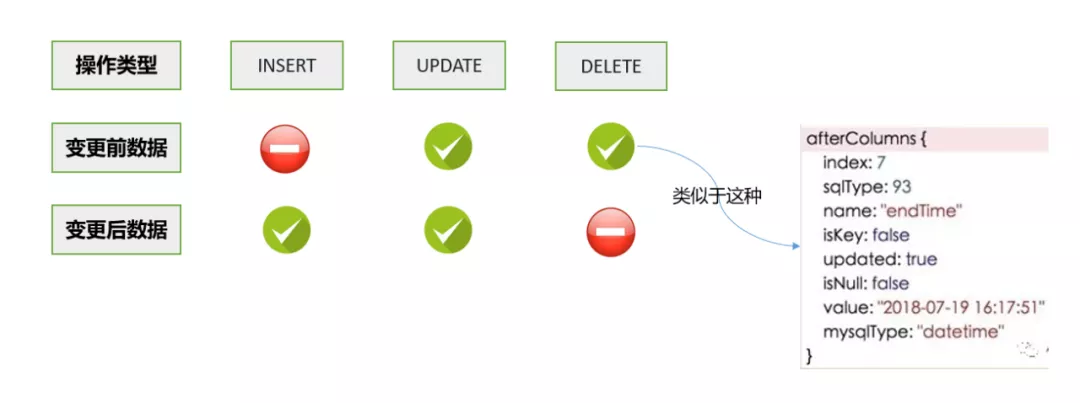 操作类型 INSERT UPDATE DELETE
变更前数据
类似于这种
变更后数据
afterColumns {
index: 7
sqlType: 93
name: "endTime"
isKey: false
updated: true
isNull: false
value: "2018-07-19 16:17:51"
mysqlType: "datetime"
}